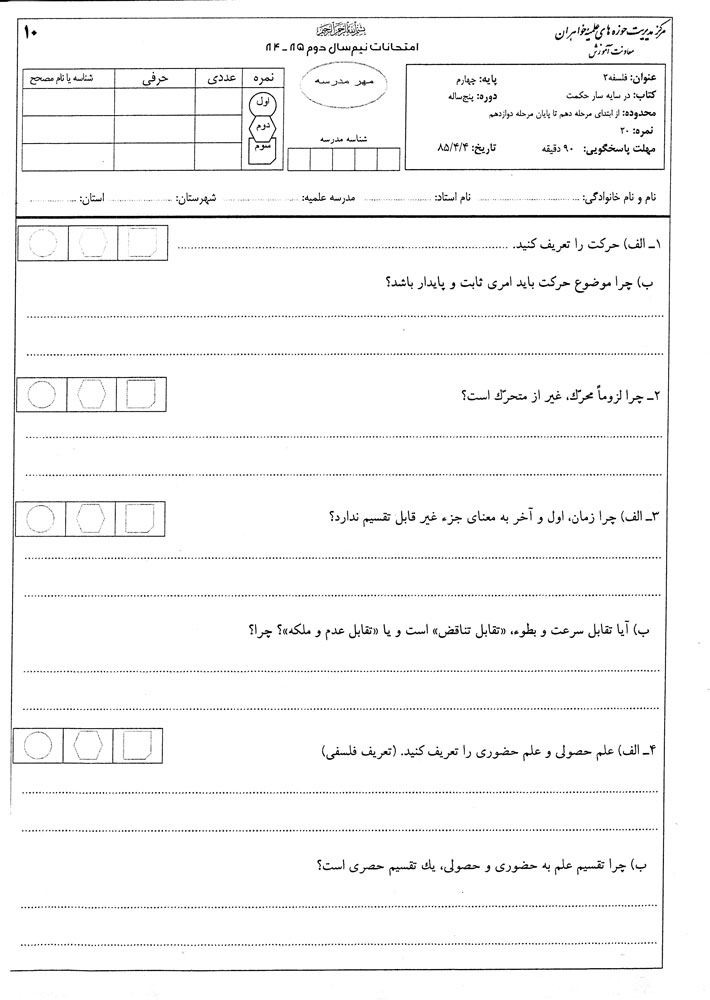 مرکز مدیریت حوزه های علمیه خواهران
معاونت آموزش
امتحانات نیم‌سال دوم ۸۵ ـ ۸۴
۱۰
عنوان: فلسفه۲ پایه: چهارم
کتاب: در سایه سار حکمت دوره: پنج‌ساله
محدوده: از ابتدای مرحله دهم تا پایان مرحله دوازدهم
نمره: ۲۰
مهلت پاسخگویی: ۹۰ دقیقه تاریخ: ۸۵/۴/۴
مهر مدرسه
شناسه مدرسه
نمره عددی حرفی شناسه یا نام مصحح
اول
دوم
سوم
نام و نام خانوادگی: نام استاد: مدرسه علمیه: شهرستان: استان:
۱ـ الف) حرکت را تعریف کنید.
ب) چرا موضوع حرکت باید امری ثابت و پایدار باشد؟
۲ـ چرا لزوماً محرّك، غیر از متحرّك است؟
۳ـ الف) چرا زمان، اول و آخر به معنای جزء غیر قابل تقسیم ندارد؟
ب) آیا تقابل سرعت و بطوء، «تقابل تناقض» است و یا «تقابل عدم و ملکه»؟ چرا؟
۴ـ الف) علم حصولی و علم حضوری را تعریف کنید. (تعریف فلسفی)
ب) چرا تقسیم علم به حضوری و حصولی، یك تقسیم حصری است؟